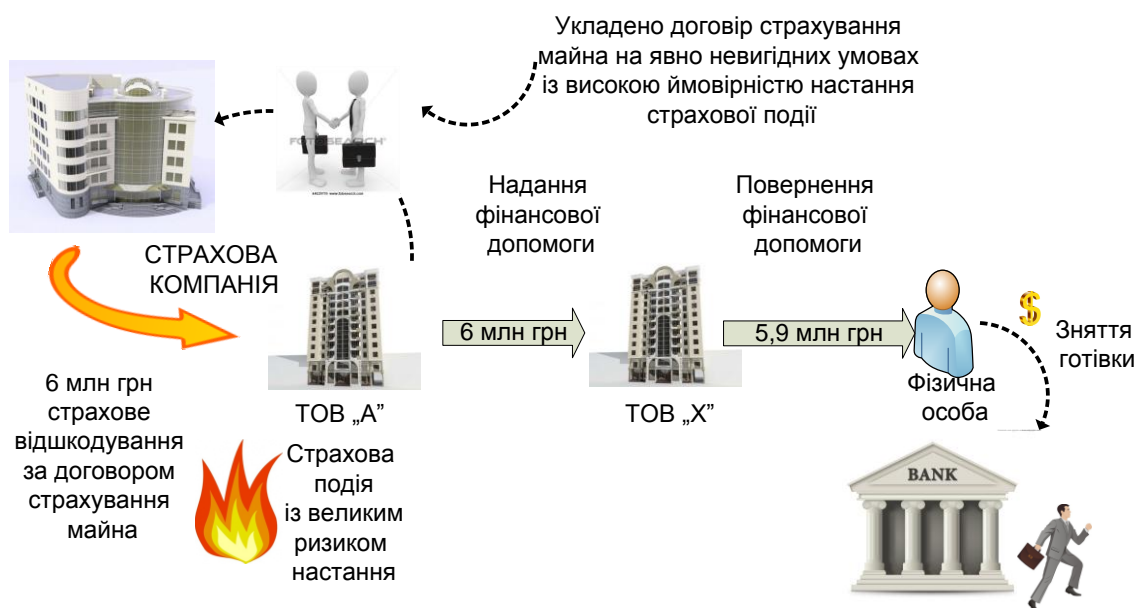 Укладено договір страхування
майна на явно невигідних умовах
із високою ймовірністю настання
страхової події
FOTOSEARCH
Надання
фінансової
допомоги
Повернення
фінансової
допомоги
СТРАХОВА
КОМПАНІЯ
6 млн грн
5,9 млн грн
$
Зняття
готівки
6 млн грн
страхове
відшкодування
за договором
страхування
майна
ТОВ „А”
ТОВ „Х”
Фізична
особа
Страхова
подія
із великим
ризиком
настання
BANK